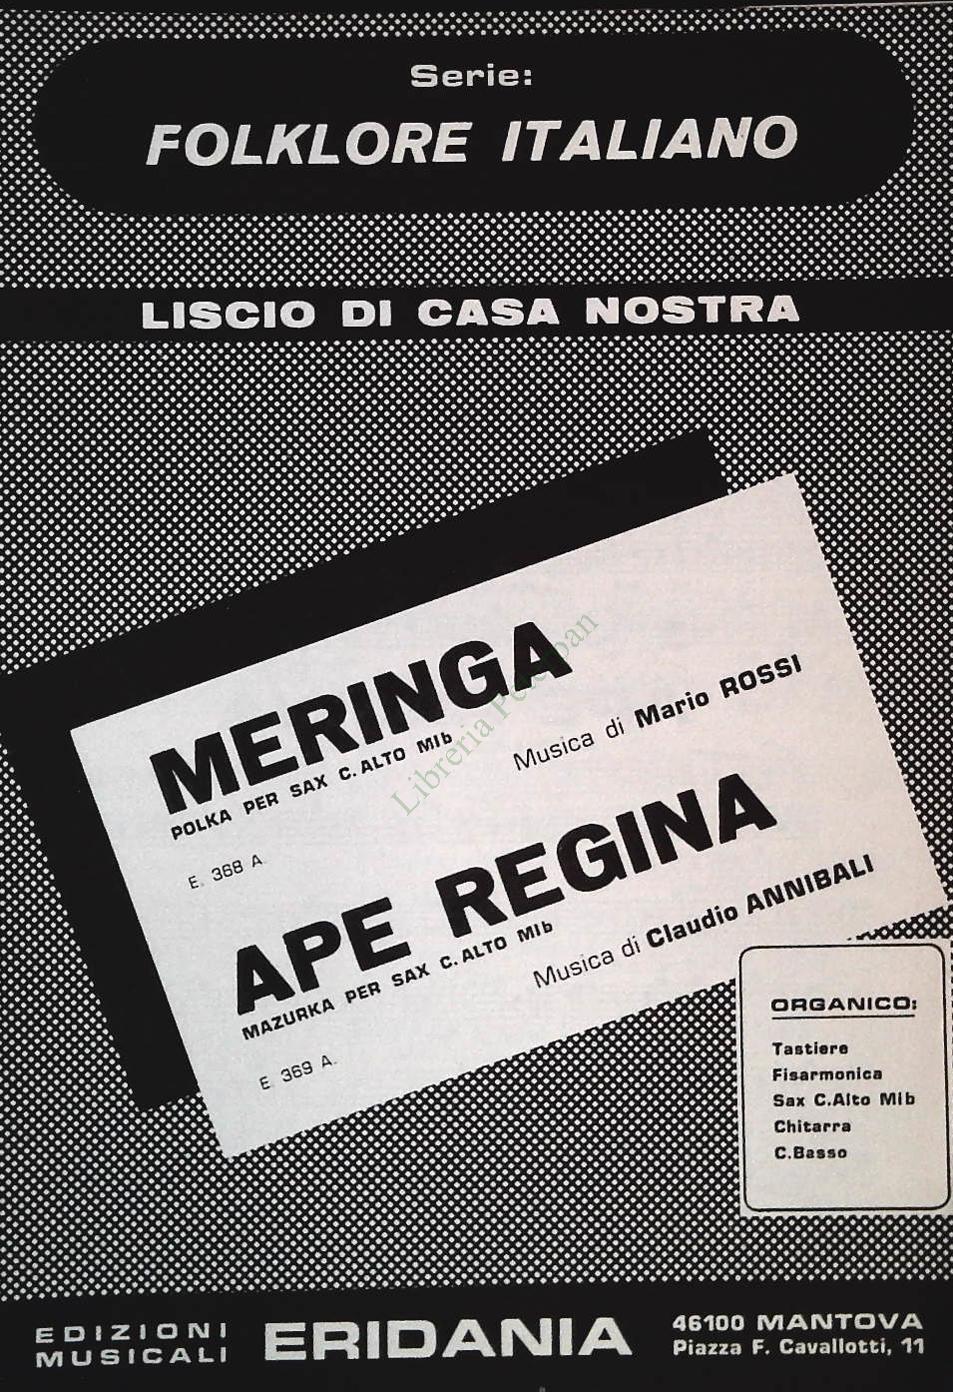 Serie:
FOLKLORE ITALIANO
LISCIO DI CASA NOSTRA
MERINGA
POLKA PER SAX C. ALTO MIb
Musica di Mario ROSSI
E. 368 A.
APE REGINA
MAZURKA PER SAX C. ALTO MIb
Musica di Claudio ANNIBALI
E. 369 A.
ORGANICO:
Tastiere
Fisarmonica
Sax C.Alto Mib
Chitarra
C.Basso
EDIZIONI
MUSICALI
ERIDANIA
46100 MANTOVA
Piazza F. Cavallotti, 11
Libreria Peterpan